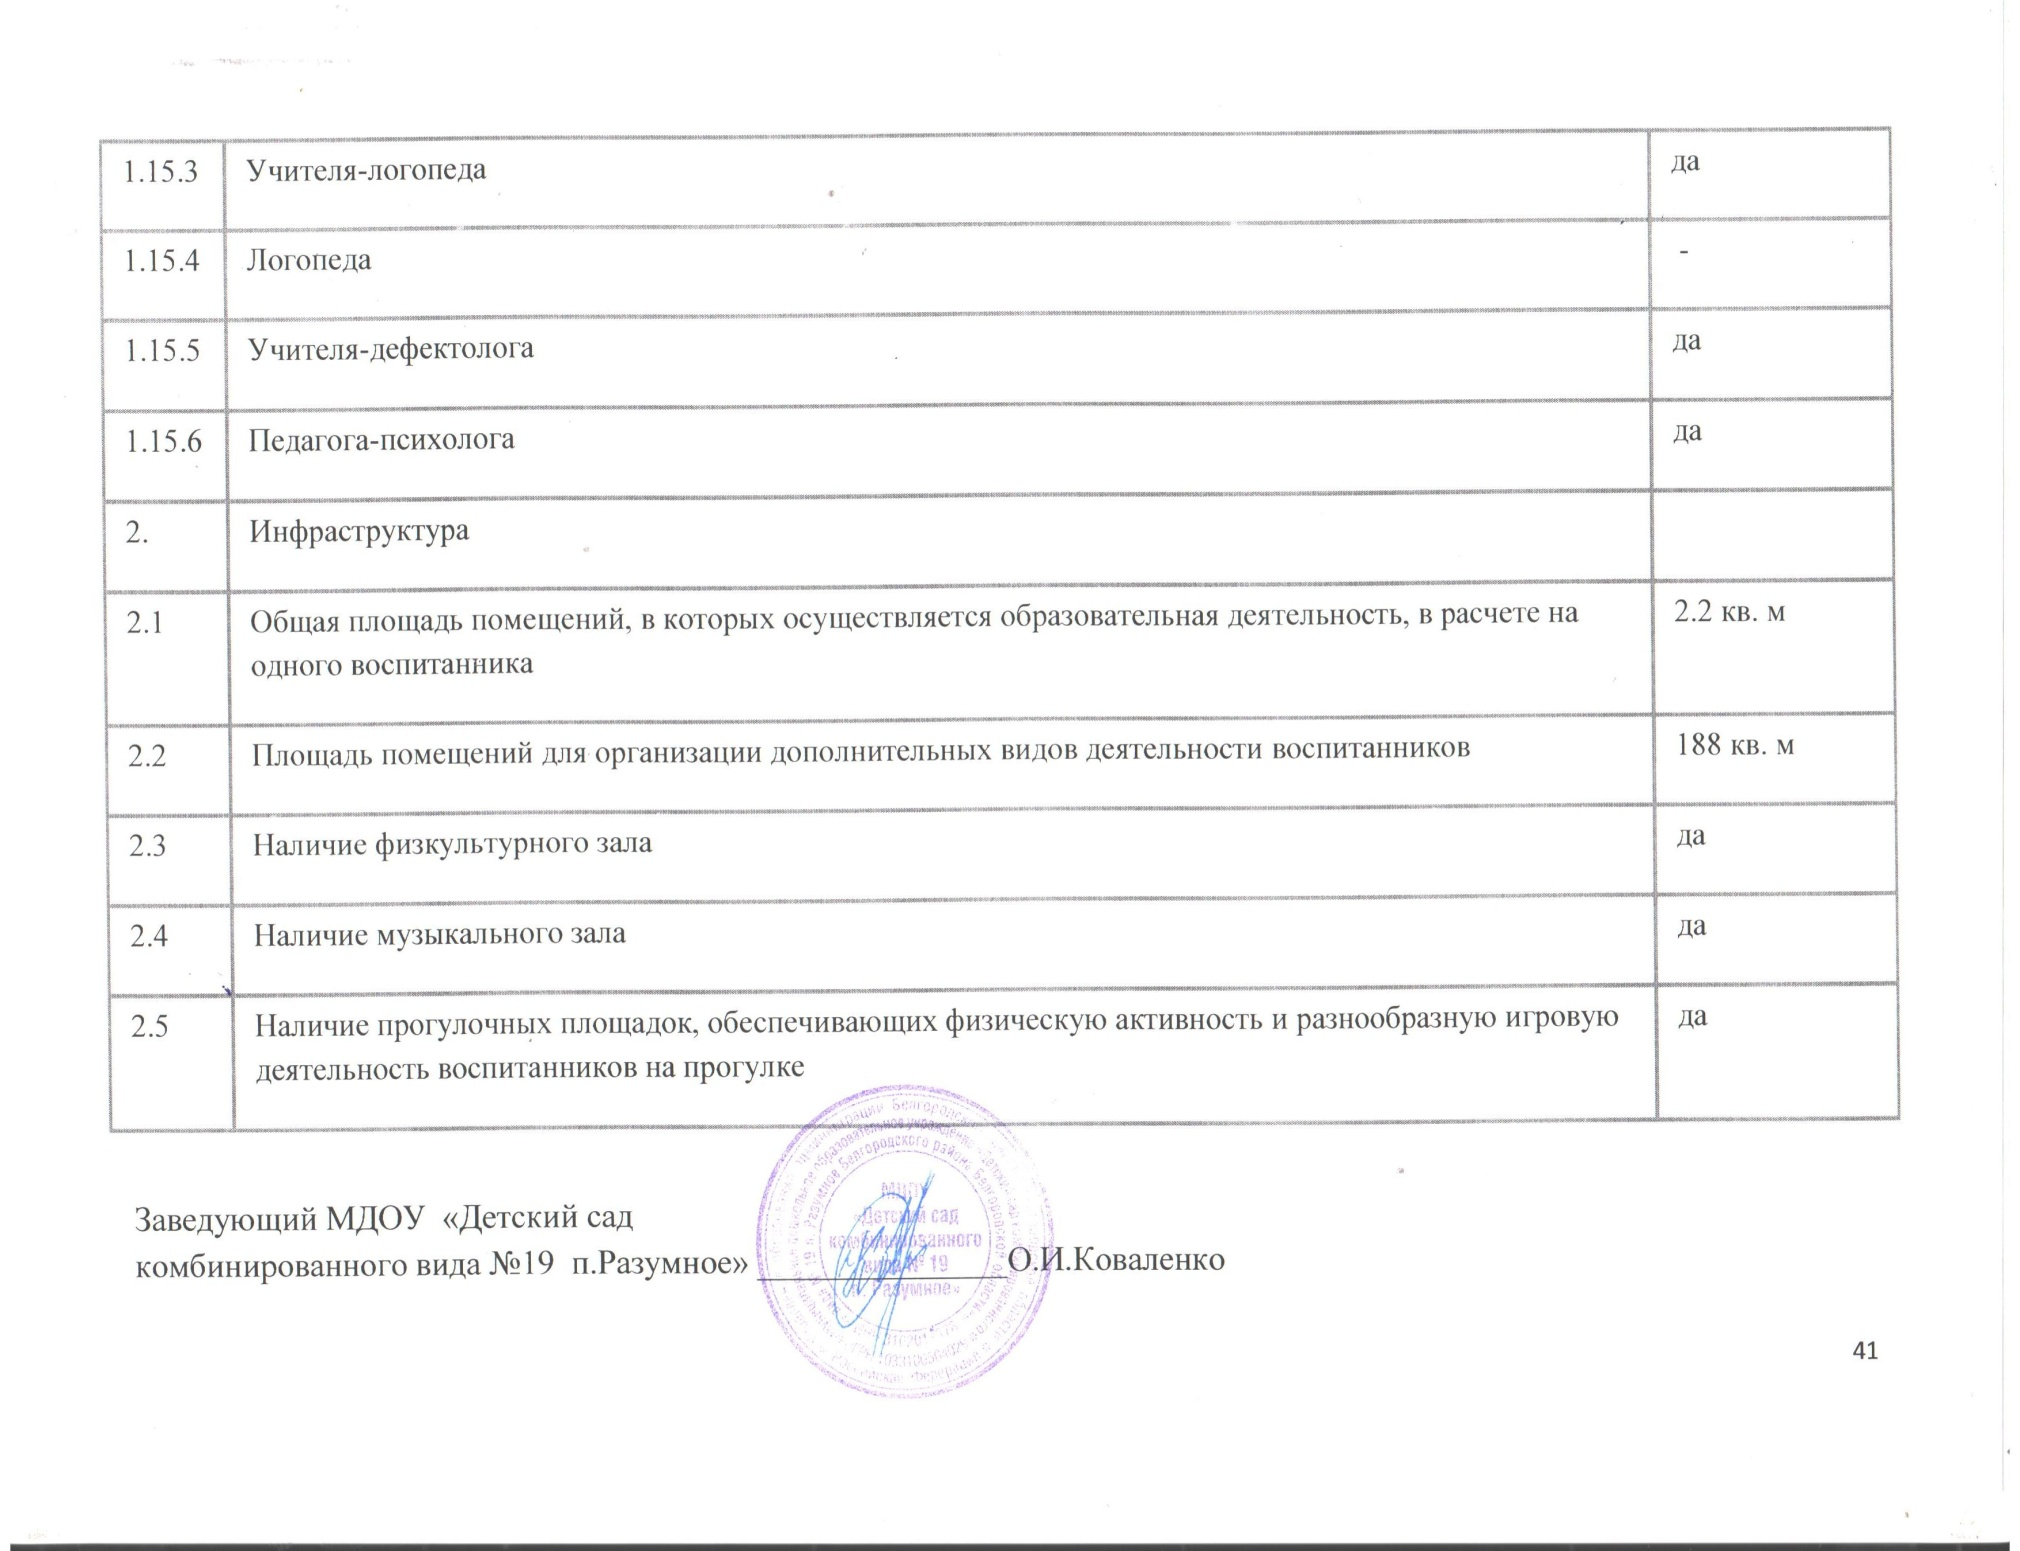 1.15.3 Учителя-логопеда да
1.15.4 Логопеда -
1.15.5 Учителя-дефектолога да
1.15.6 Педагога-психолога да
2. Инфраструктура
2.1 Общая площадь помещений, в которых осуществляется образовательная деятельность, в расчете на 2.2 кв. м
одного воспитанника
2.2 Площадь помещений для организации дополнительных видов деятельности воспитанников 188 кв. м
2.3 Наличие физкультурного зала да
2.4 Наличие музыкального зала да
2.5 Наличие прогулочных площадок, обеспечивающих физическую активность и разнообразную игровую да
деятельность воспитанников на прогулке
Заведующий МДОУ «Детский сад
комбинированного вида №19 п.Разумное» О.И.Коваленко
МДОУ
«Детский сад
комбинированного
вида № 19
п. Разумное»
41